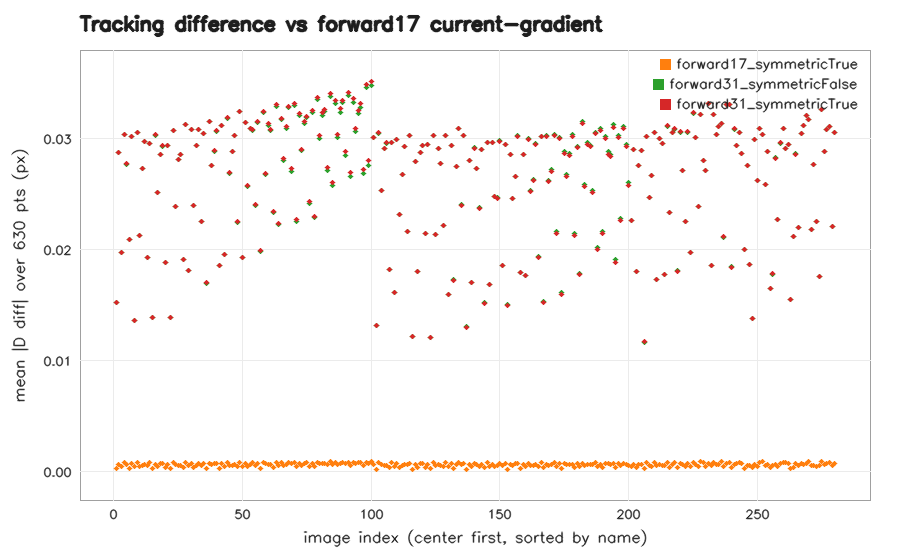 Tracking difference vs forward17 current-gradient
forward17_symmetricTrue
forward31_symmetricFalse
forward31_symmetricTrue
mean |D diff| over 630 pts (px)
0.03
0.02
0.01
0.00
0 50 100 150 200 250
image index (center first, sorted by name)